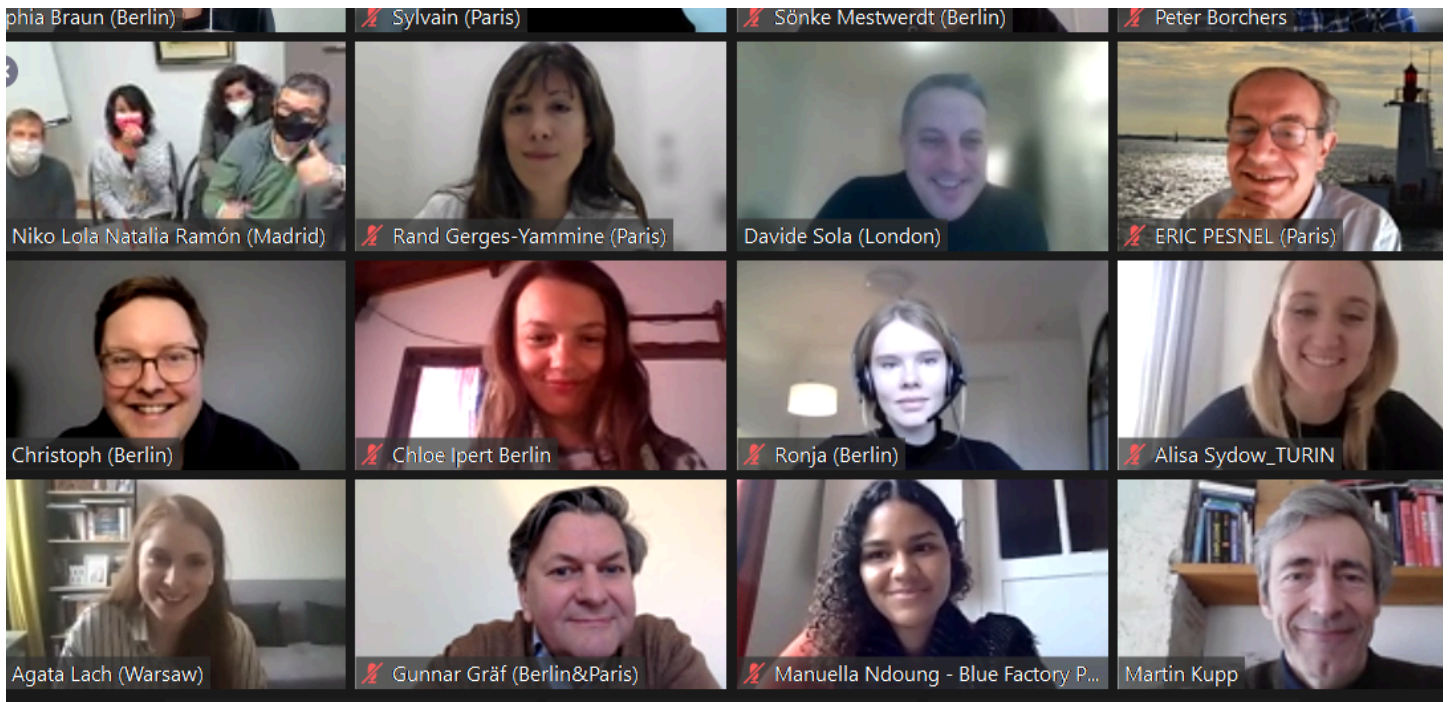 phia Braun (Berlin)
Sylvain (Paris)
Sönke Mestwerdt (Berlin)
Peter Borchers
Niko Lola Natalia Ramón (Madrid)
Rand Gerges-Yammine (Paris)
Davide Sola (London)
ERIC PESNEL (Paris)
Christoph (Berlin)
Chloe Ipert Berlin
Ronja (Berlin)
Alisa Sydow_TURIN
Agata Lach (Warsaw)
Gunnar Gräf (Berlin&Paris)
Manuella Ndoung - Blue Factory P...
Martin Kupp